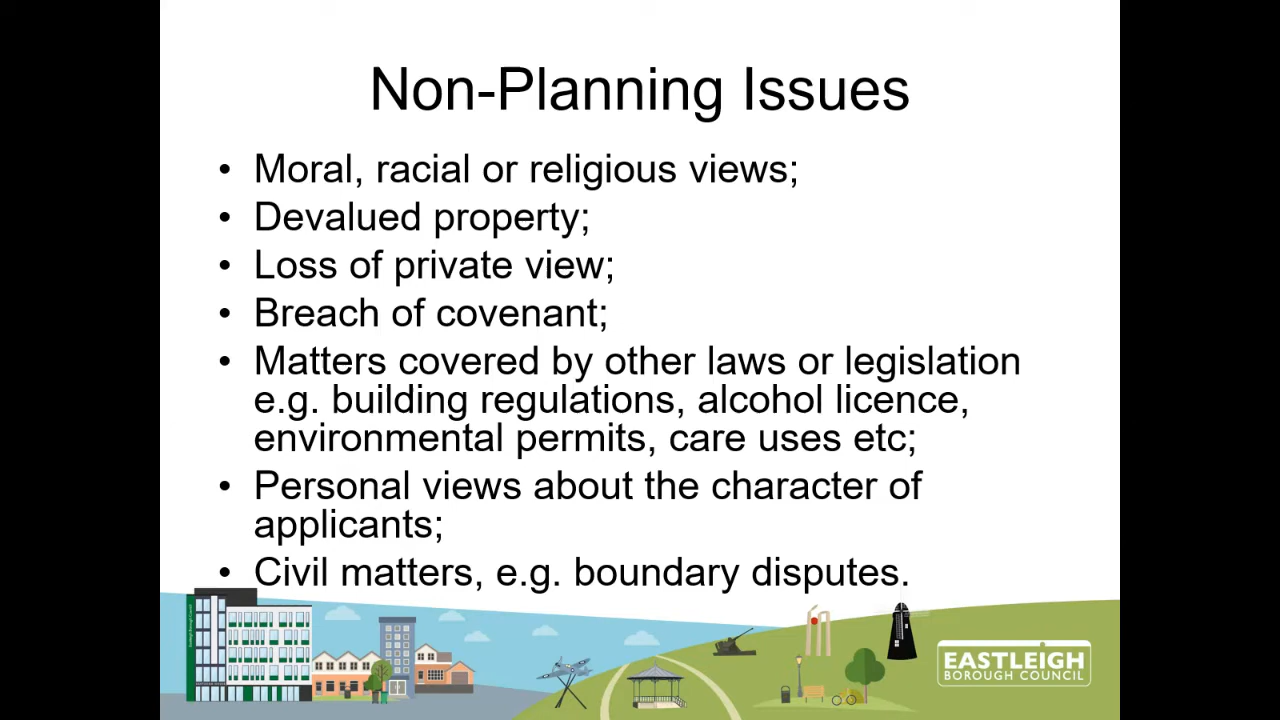 Non-Planning Issues
• Moral, racial or religious views;
• Devalued property;
• Loss of private view;
• Breach of covenant;
• Matters covered by other laws or legislation
e.g. building regulations, alcohol licence,
environmental permits, care uses etc;
• Personal views about the character of
applicants;
• Civil matters, e.g. boundary disputes.
EASTLEIGH
BOROUGH COUNCIL